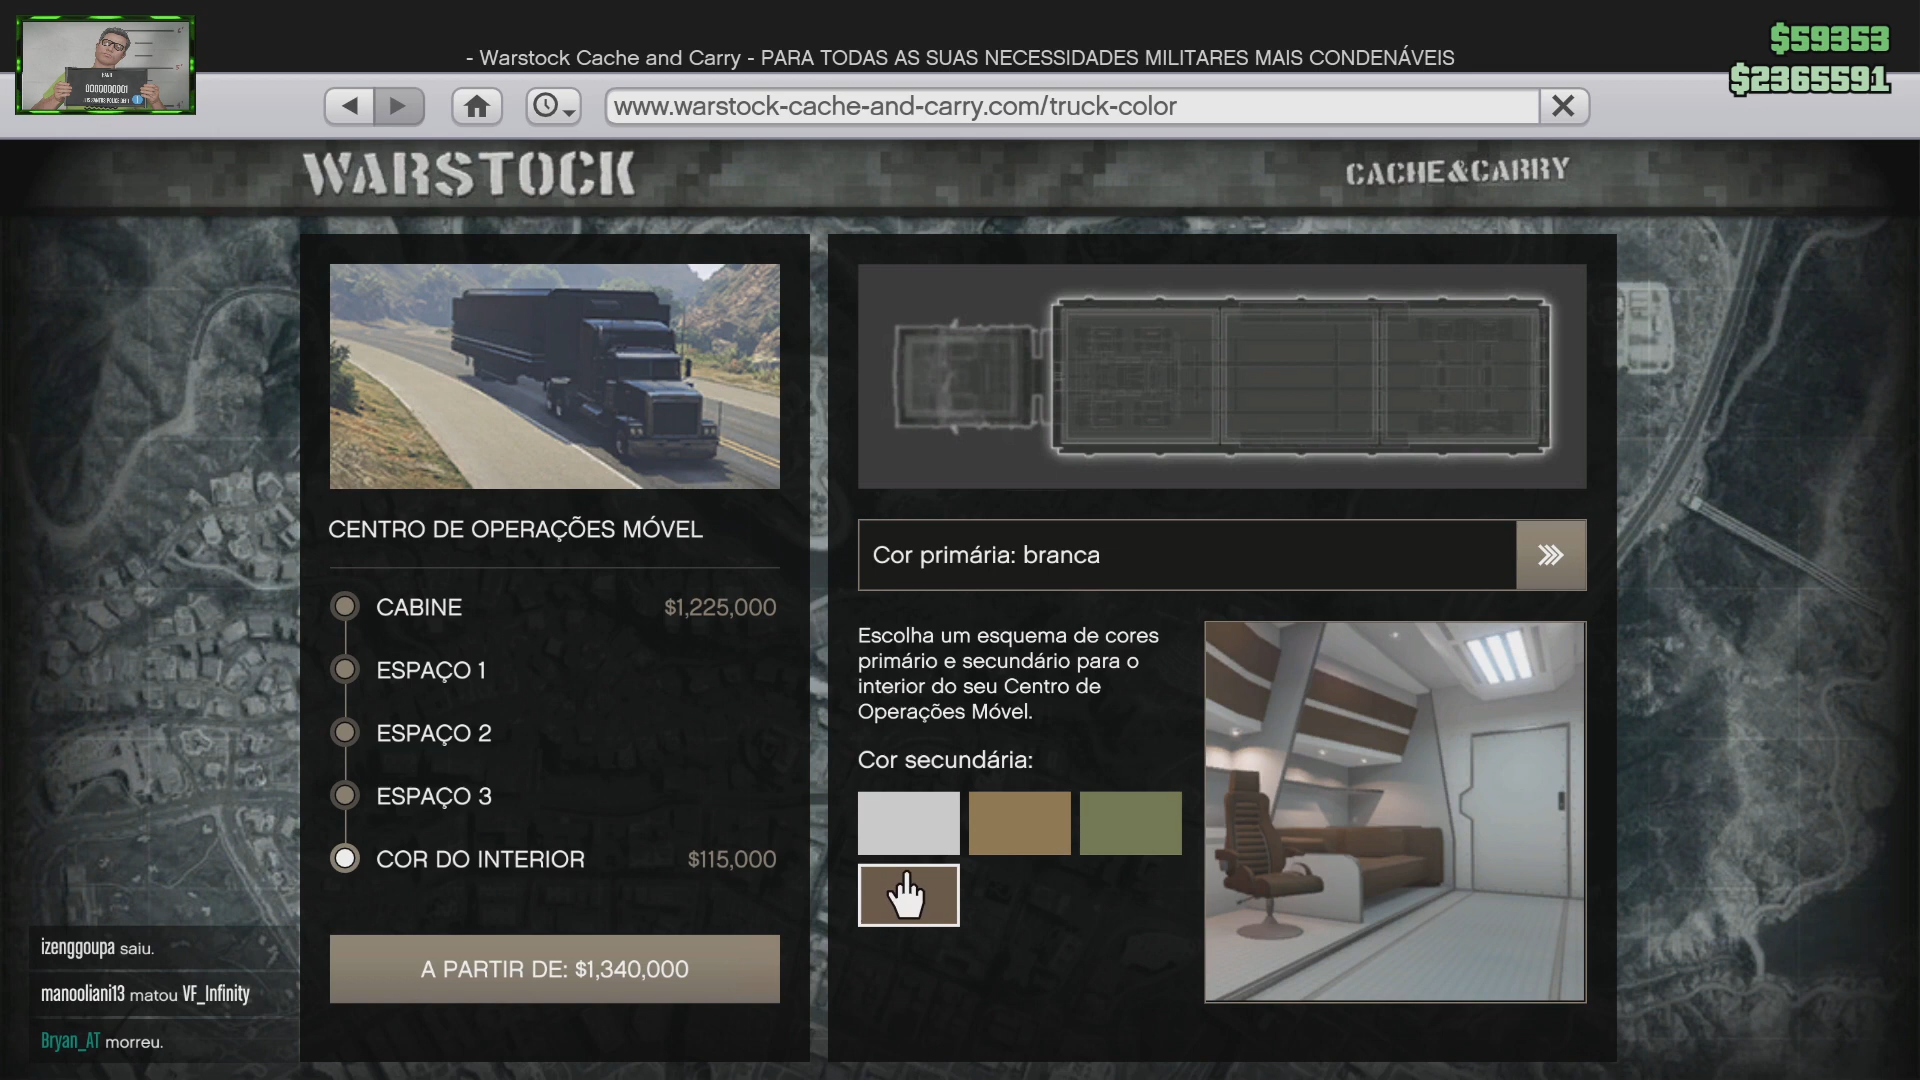 - Warstock Cache and Carry - PARA TODAS AS SUAS NECESSIDADES MILITARES MAIS CONDENÁVEIS
$59353
$2365591
www.warstock-cache-and-carry.com/truck-color
WARSTOCK
CACHE&CARRY
CENTRO DE OPERAÇÕES MÓVEL
CABINE $1,225,000
ESPAÇO 1
ESPAÇO 2
ESPAÇO 3
COR DO INTERIOR $115,000
A PARTIR DE: $1,340,000
Cor primária: branca
Escolha um esquema de cores
primário e secundário para o
interior do seu Centro de
Operações Móvel.
Cor secundária:
izenggoupa saiu.
manooliani13 matou VF_Infinity
Bryan_AT morreu.